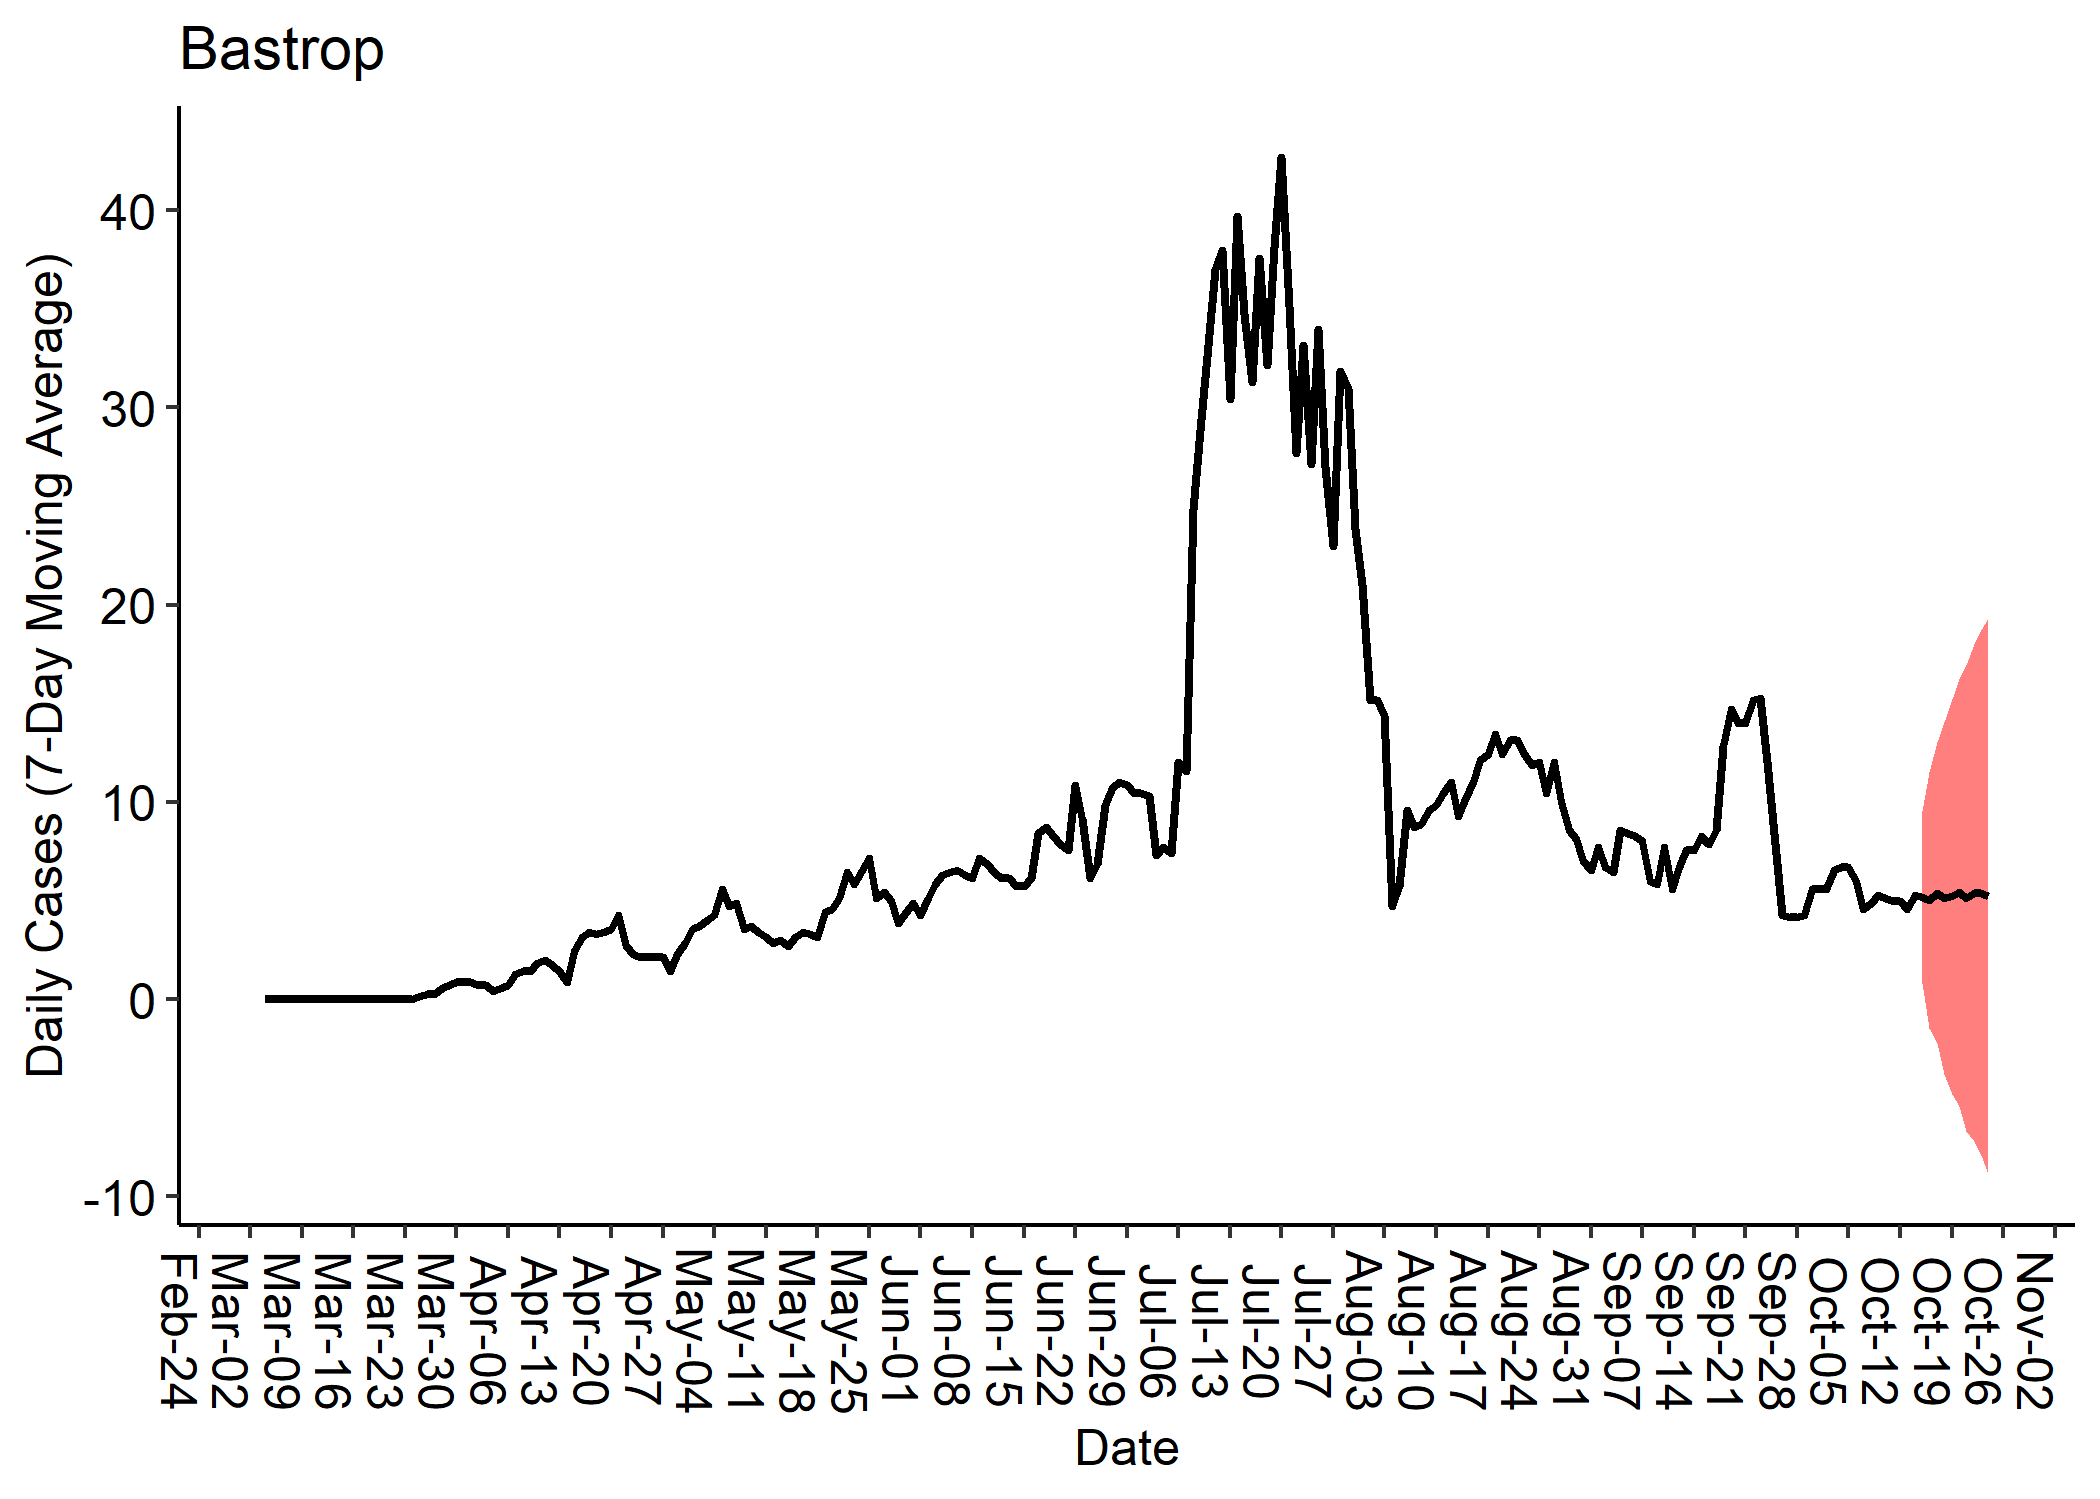 Bastrop
Daily Cases (7-Day Moving Average)
40
30
20
10
0
-10
Feb-24
Mar-02
Mar-09
Mar-16
Mar-23
Mar-30
Apr-06
Apr-13
Apr-20
Apr-27
May-04
May-11
May-18
May-25
Jun-01
Jun-08
Jun-15
Jun-22
Jun-29
Jul-06
Jul-13
Jul-20
Jul-27
Aug-03
Aug-10
Aug-17
Aug-24
Aug-31
Sep-07
Sep-14
Sep-21
Sep-28
Oct-05
Oct-12
Oct-19
Oct-26
Nov-02
Date